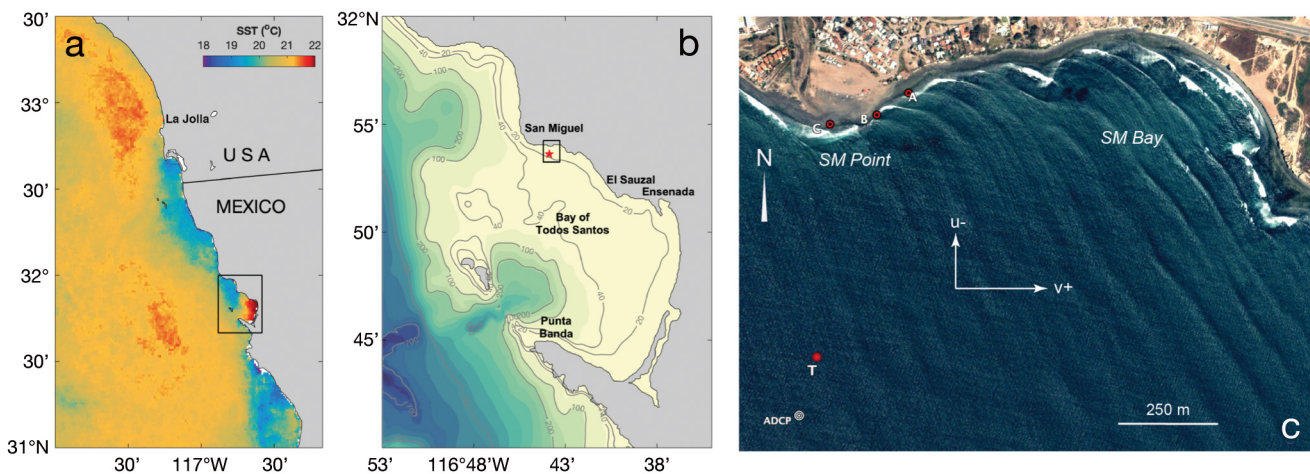 a
SST (°C)
18 19 20 21 22
30'
33°
La Jolla
U S A
30'
MEXICO
32°
30'
31°N
30' 117°W 30'
b
32°N
55'
50'
45'
40
20
100
200
San Miguel
El Sauzal
Ensenada
Bay of
Todos Santos
Punta
Banda
53' 116°48'W 43' 38'
A
B
C
SM Point
SM Bay
N
u-
v+
T
ADCP
250 m
c